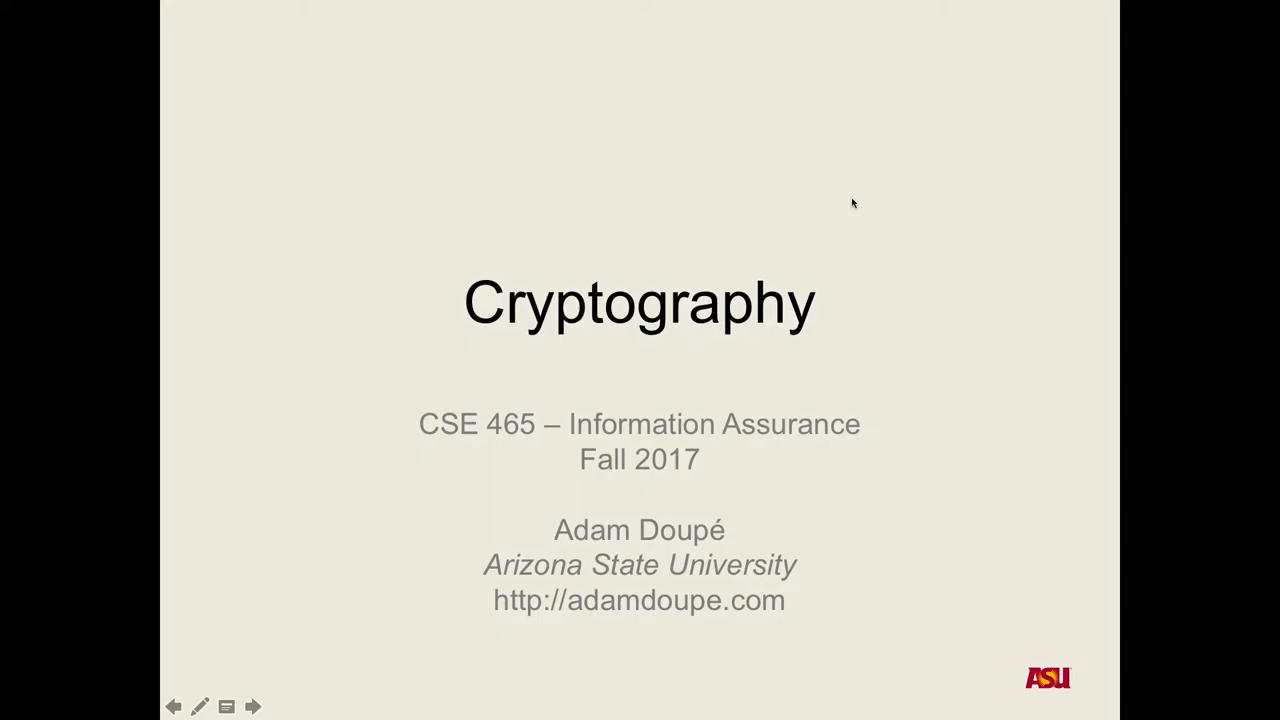 Cryptography
CSE 465 – Information Assurance
Fall 2017
Adam Doupé
Arizona State University
http://adamdoupe.com
ASU